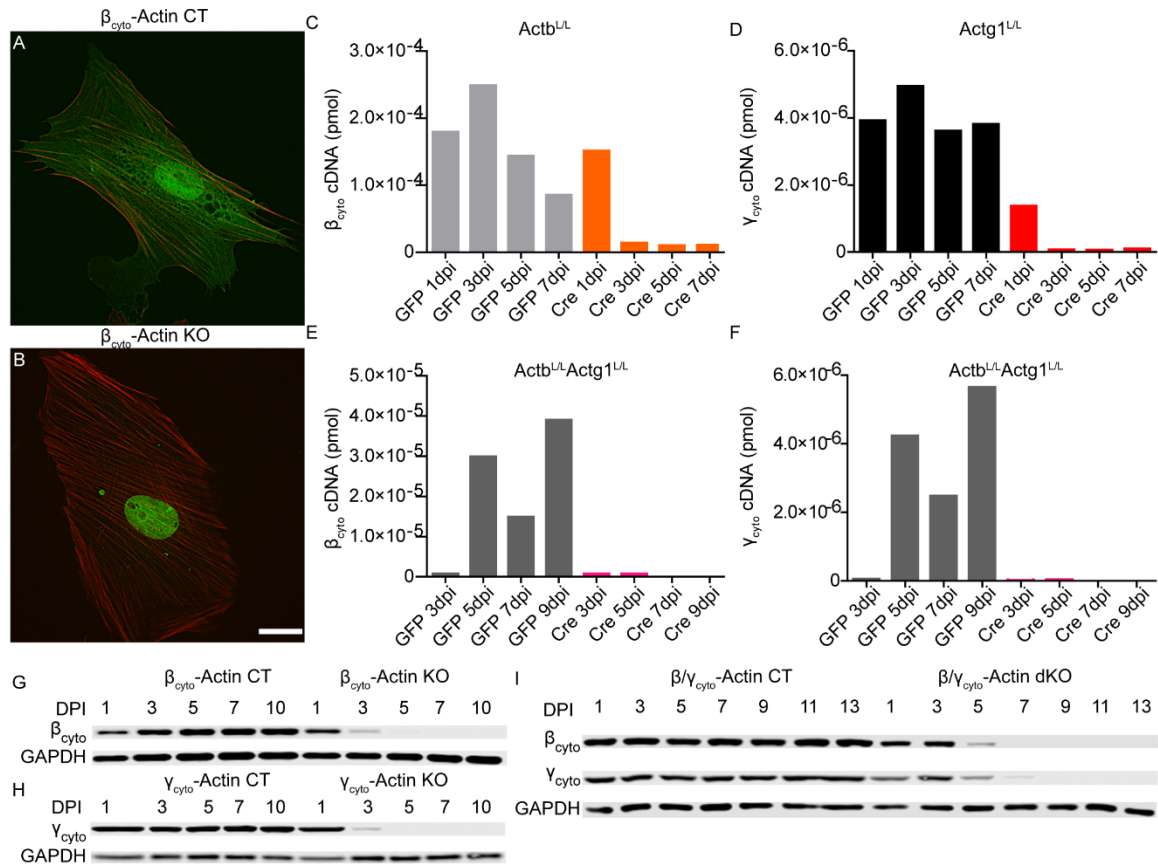 βcyto-Actin CT
A
βcyto-Actin KO
B
C
ActbL/L
βcyto cDNA (pmol)
3.0×10-4
2.0×10-4
1.0×10-4
0
GFP 1dpi GFP 3dpi GFP 5dpi GFP 7dpi Cre 1dpi Cre 3dpi Cre 5dpi Cre 7dpi
D
Actg1L/L
γcyto cDNA (pmol)
6.0×10-6
4.0×10-6
2.0×10-6
0
GFP 1dpi GFP 3dpi GFP 5dpi GFP 7dpi Cre 1dpi Cre 3dpi Cre 5dpi Cre 7dpi
E
ActbL/LActg1L/L
βcyto cDNA (pmol)
5.0×10-5
4.0×10-5
3.0×10-5
2.0×10-5
1.0×10-5
0
GFP 3dpi GFP 5dpi GFP 7dpi GFP 9dpi Cre 3dpi Cre 5dpi Cre 7dpi Cre 9dpi
F
ActbL/LActg1L/L
γcyto cDNA (pmol)
6.0×10-6
4.0×10-6
2.0×10-6
0
GFP 3dpi GFP 5dpi GFP 7dpi GFP 9dpi Cre 3dpi Cre 5dpi Cre 7dpi Cre 9dpi
G
βcyto-Actin CT βcyto-Actin KO
DPI 1 3 5 7 10 1 3 5 7 10
βcyto
GAPDH
H
γcyto-Actin CT γcyto-Actin KO
DPI 1 3 5 7 10 1 3 5 7 10
γcyto
GAPDH
I
β/γcyto-Actin CT β/γcyto-Actin dKO
DPI 1 3 5 7 9 11 13 1 3 5 7 9 11 13
βcyto
γcyto
GAPDH